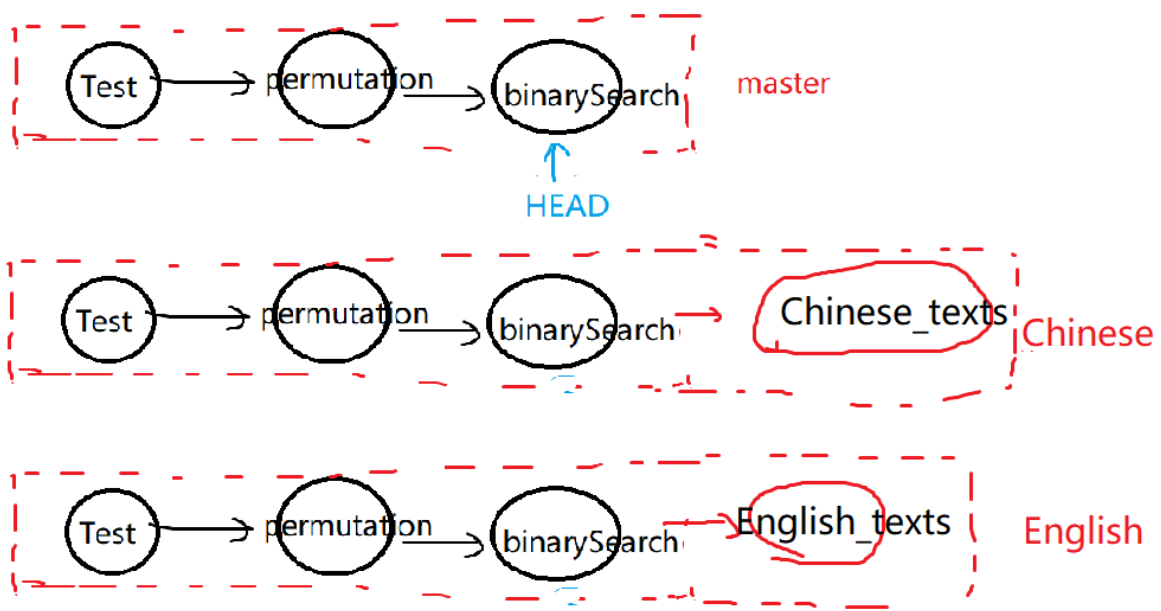 Test permutation binarySearch master
HEAD
Test permutation binarySearch Chinese_texts Chinese
Test permutation binarySearch English_texts English